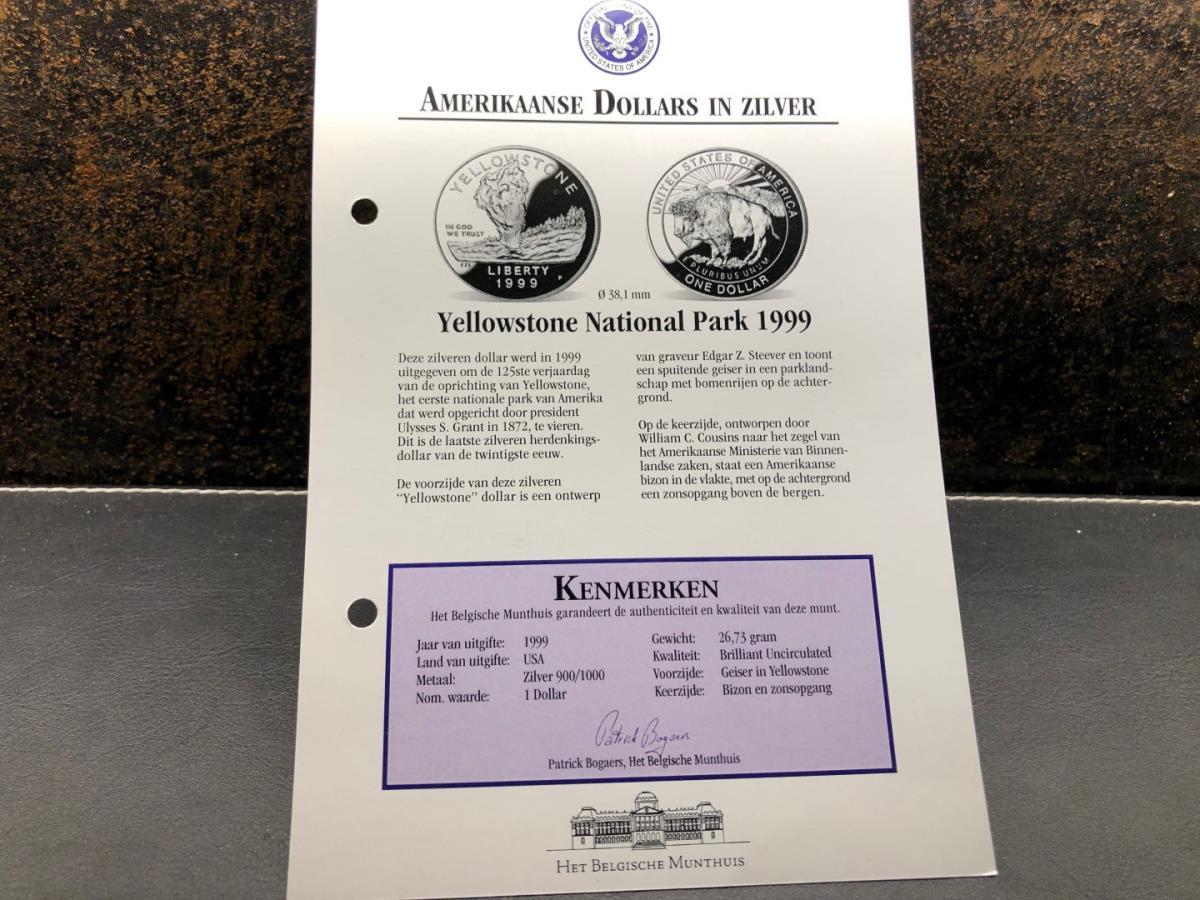 UNITED STATES OF AMERICA
AMERIKAANSE DOLLARS IN ZILVER
YELLOWSTONE
IN GOD
WE TRUST
LIBERTY
1999
P
UNITED STATES OF AMERICA
E PLURIBUS UNUM
ONE DOLLAR
Ø 38,1 mm
Yellowstone National Park 1999
Deze zilveren dollar werd in 1999
uitgegeven om de 125ste verjaardag
van de oprichting van Yellowstone,
het eerste nationale park van Amerika
dat werd opgericht door president
Ulysses S. Grant in 1872, te vieren.
Dit is de laatste zilveren herdenkings-
dollar van de twintigste eeuw.
De voorzijde van deze zilveren
“Yellowstone” dollar is een ontwerp
van graveur Edgar Z. Steever en toont
een spuitende geiser in een parkland-
schap met bomenrijen op de achter-
grond.
Op de keerzijde, ontworpen door
William C. Cousins naar het zegel van
het Amerikaanse Ministerie van Binnen-
landse zaken, staat een Amerikaanse
bizon in de vlakte, met op de achtergrond
een zonsopgang boven de bergen.
KENMERKEN
Het Belgische Munthuis garandeert de authenticiteit en kwaliteit van deze munt.
Jaar van uitgifte: 1999
Land van uitgifte: USA
Metaal: Zilver 900/1000
Nom. waarde: 1 Dollar
Gewicht: 26,73 gram
Kwaliteit: Brilliant Uncirculated
Voorzijde: Geiser in Yellowstone
Keerzijde: Bizon en zonsopgang
Patrick Bogaers
Patrick Bogaers, Het Belgische Munthuis
HET BELGISCHE MUNTHUIS